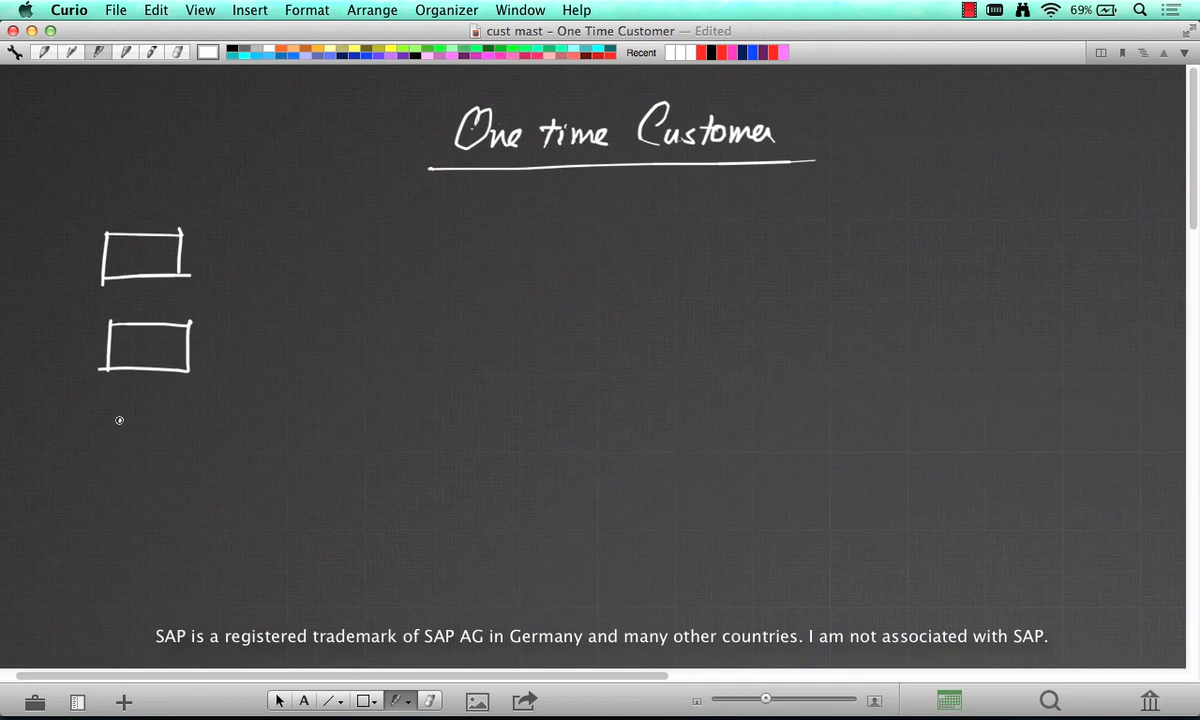 Curio File Edit View Insert Format Arrange Organizer Window Help 69%
cust mast – One Time Customer — Edited
Recent
One time Customer
SAP is a registered trademark of SAP AG in Germany and many other countries. I am not associated with SAP.
A